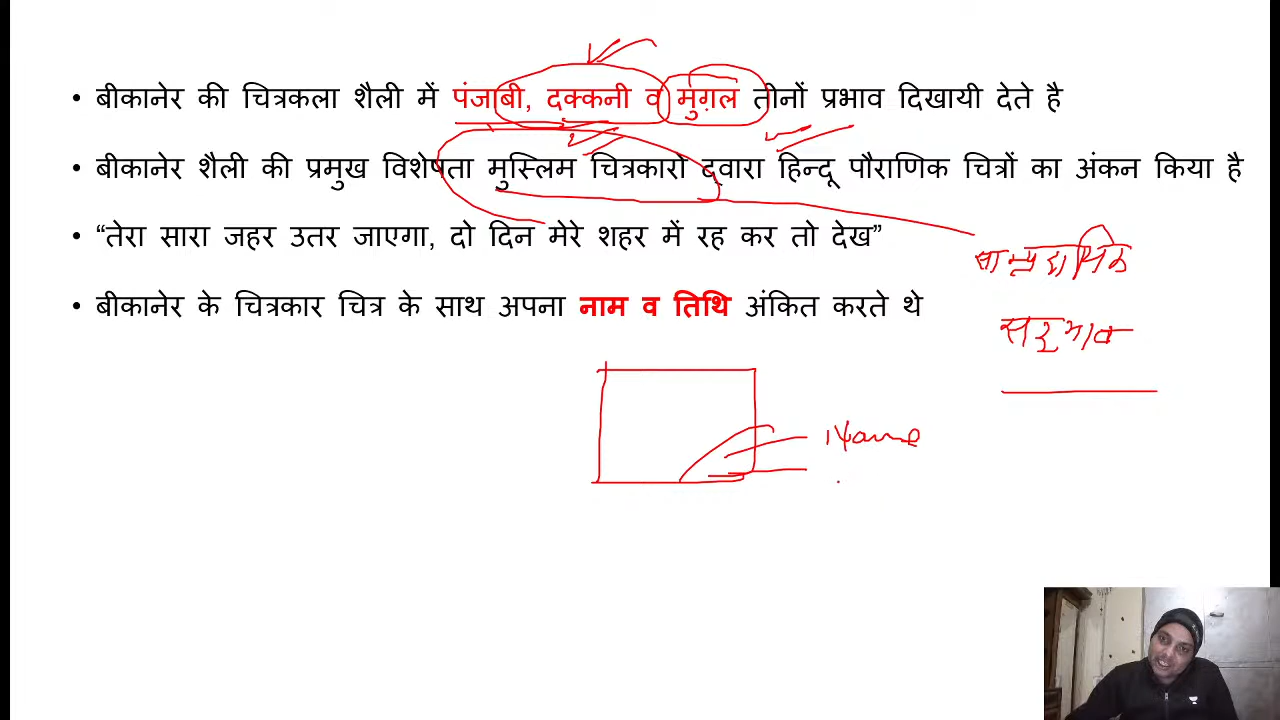 • बीकानेर की चित्रकला शैली में पंजाबी, दक्कनी व मुग़ल तीनों प्रभाव दिखायी देते है
• बीकानेर शैली की प्रमुख विशेषता मुस्लिम चित्रकारो द्वारा हिन्दू पौराणिक चित्रों का अंकन किया है
• “तेरा सारा जहर उतर जाएगा, दो दिन मेरे शहर में रह कर तो देख”
साम्प्रदायिक
• बीकानेर के चित्रकार चित्र के साथ अपना नाम व तिथि अंकित करते थे
सद्भाव
Name